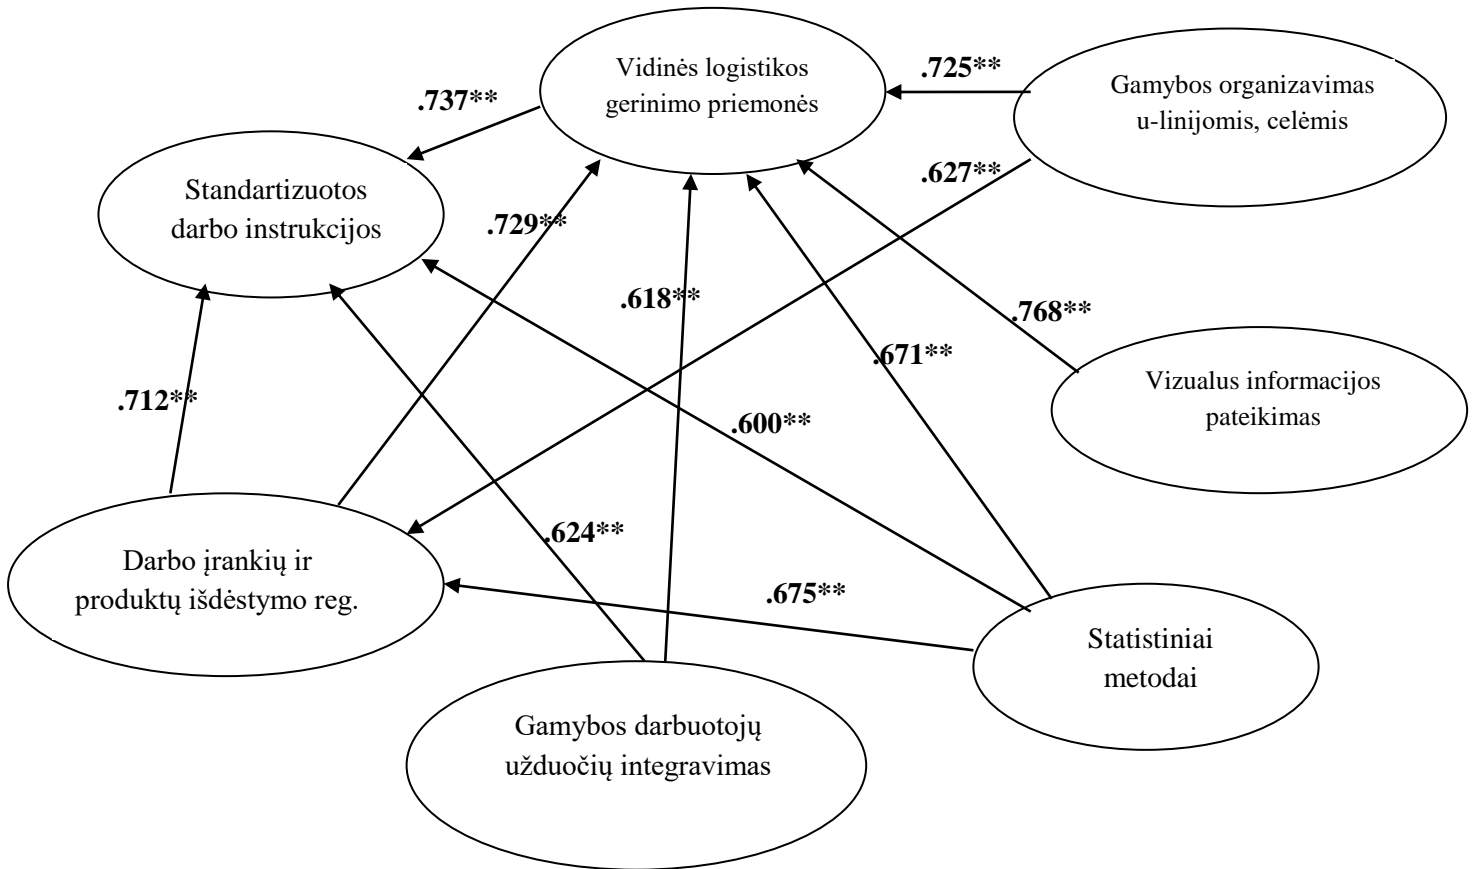 Vidinės logistikos
gerinimo priemonės
.725**
Gamybos organizavimas
u-linijomis, celėmis
.737**
Standartizuotos
darbo instrukcijos
.627**
.729**
.618**
.768**
.671**
Vizualus informacijos
pateikimas
.712**
.600**
.624**
Darbo įrankių ir
produktų išdėstymo reg.
.675**
Statistiniai
metodai
Gamybos darbuotojų
užduočių integravimas